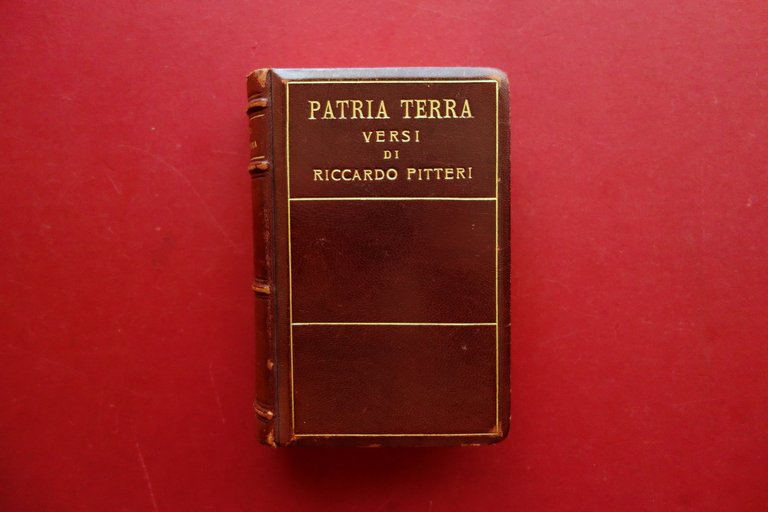 PATRIA TERRA
VERSI
DI
RICCARDO PITTERI